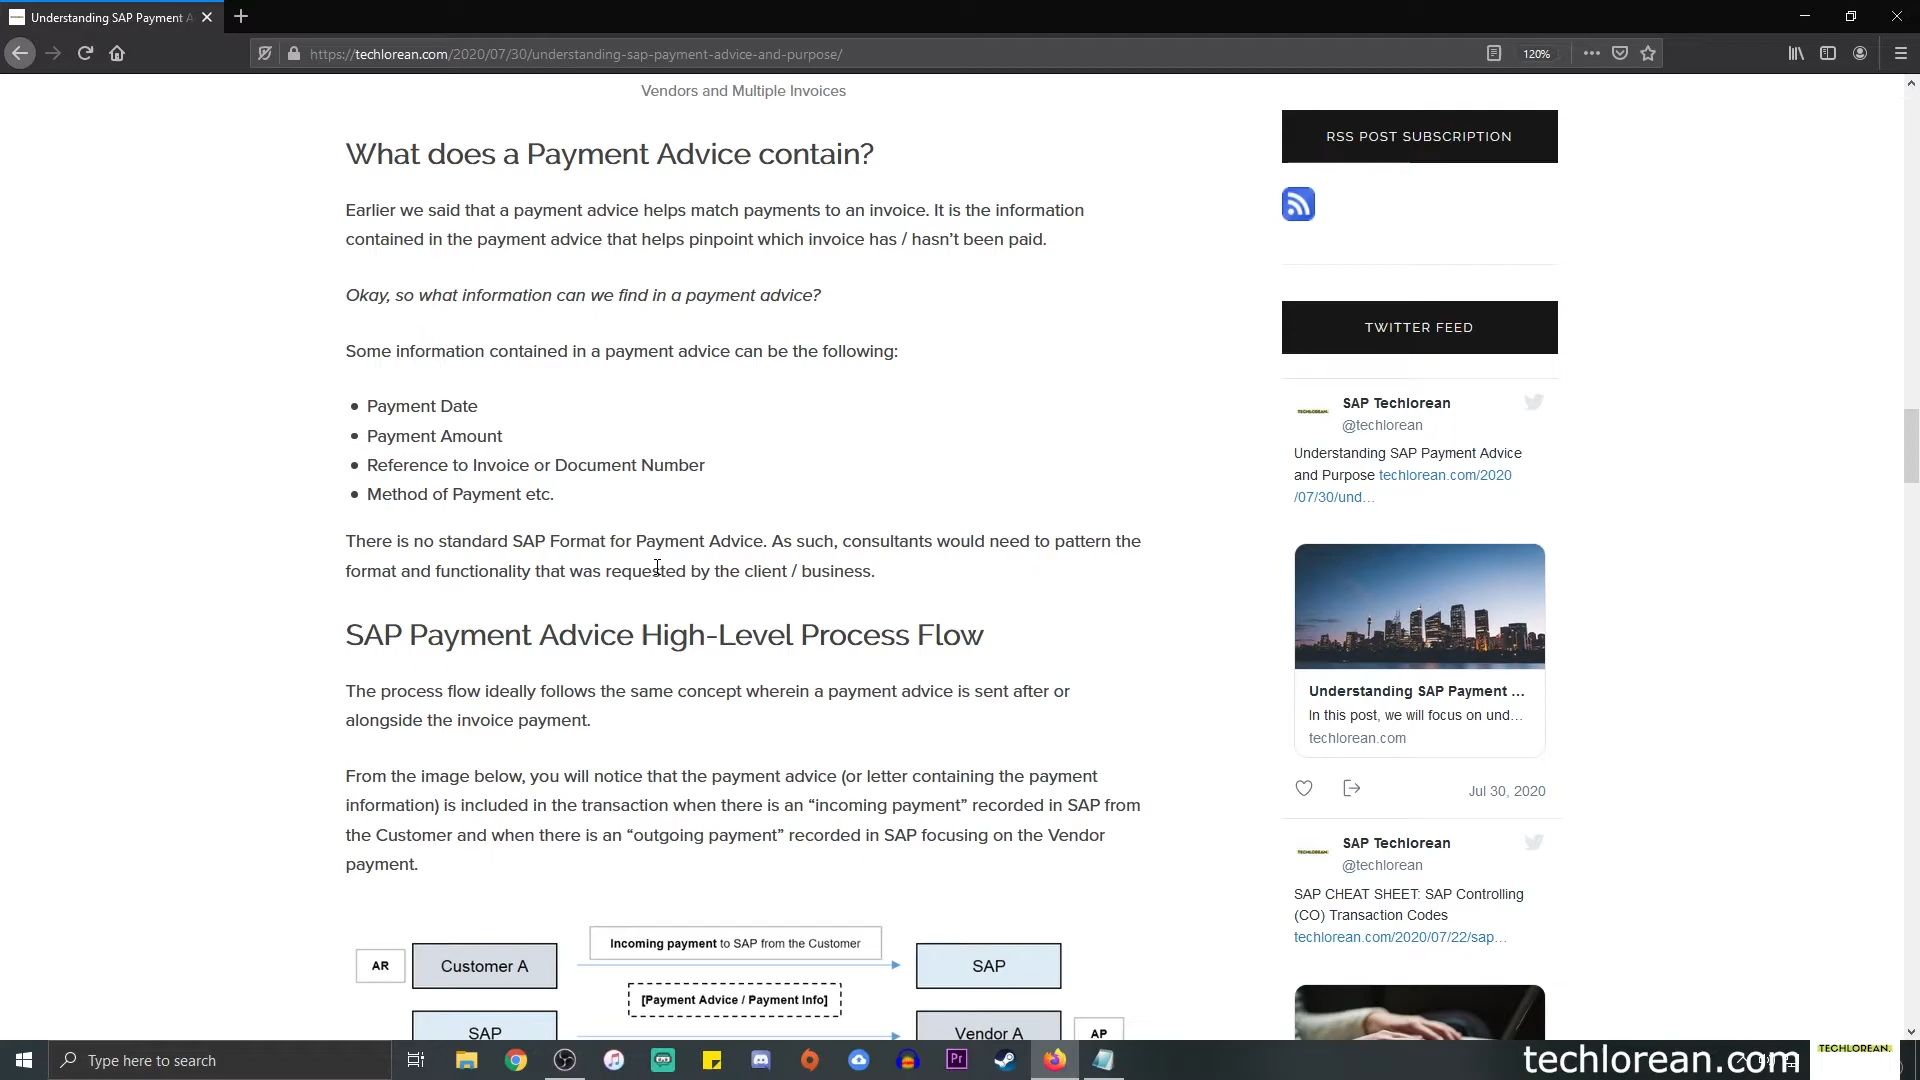 Understanding SAP Payment A
https://techlorean.com/2020/07/30/understanding-sap-payment-advice-and-purpose/
120%
Vendors and Multiple Invoices
What does a Payment Advice contain?
Earlier we said that a payment advice helps match payments to an invoice. It is the information
contained in the payment advice that helps pinpoint which invoice has / hasn't been paid.
Okay, so what information can we find in a payment advice?
Some information contained in a payment advice can be the following:
Payment Date
Payment Amount
Reference to Invoice or Document Number
Method of Payment etc.
There is no standard SAP Format for Payment Advice. As such, consultants would need to pattern the
format and functionality that was requested by the client / business.
SAP Payment Advice High-Level Process Flow
The process flow ideally follows the same concept wherein a payment advice is sent after or
alongside the invoice payment.
From the image below, you will notice that the payment advice (or letter containing the payment
information) is included in the transaction when there is an “incoming payment” recorded in SAP from
the Customer and when there is an “outgoing payment” recorded in SAP focusing on the Vendor
payment.
AR
Customer A
Incoming payment to SAP from the Customer
SAP
[Payment Advice / Payment Info]
SAP
Vendor A
AP
RSS POST SUBSCRIPTION
TWITTER FEED
TECHLOREAN.
SAP Techlorean
@techlorean
Understanding SAP Payment Advice
and Purpose techlorean.com/2020
/07/30/und…
Understanding SAP Payment …
In this post, we will focus on und…
techlorean.com
Jul 30, 2020
TECHLOREAN.
SAP Techlorean
@techlorean
SAP CHEAT SHEET: SAP Controlling
(CO) Transaction Codes
techlorean.com/2020/07/22/sap…
Type here to search
Pr
techlorean.com
TECHLOREAN.